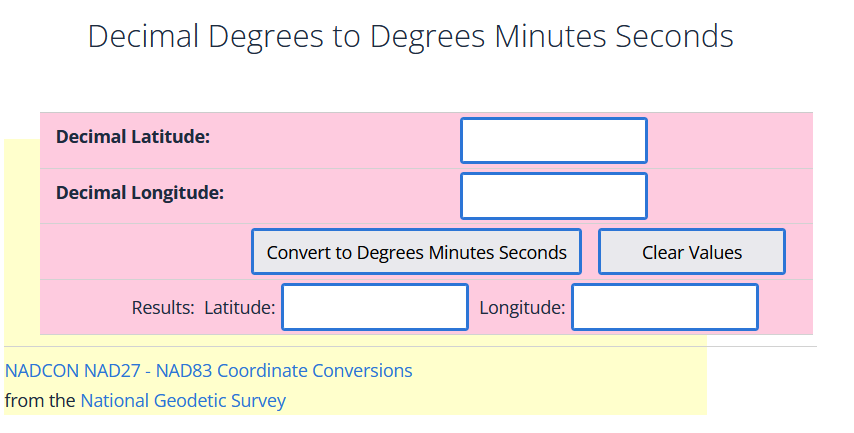 Decimal Degrees to Degrees Minutes Seconds
Decimal Latitude:
Decimal Longitude:
Convert to Degrees Minutes Seconds Clear Values
Results: Latitude: Longitude:
NADCON NAD27 - NAD83 Coordinate Conversions
from the National Geodetic Survey